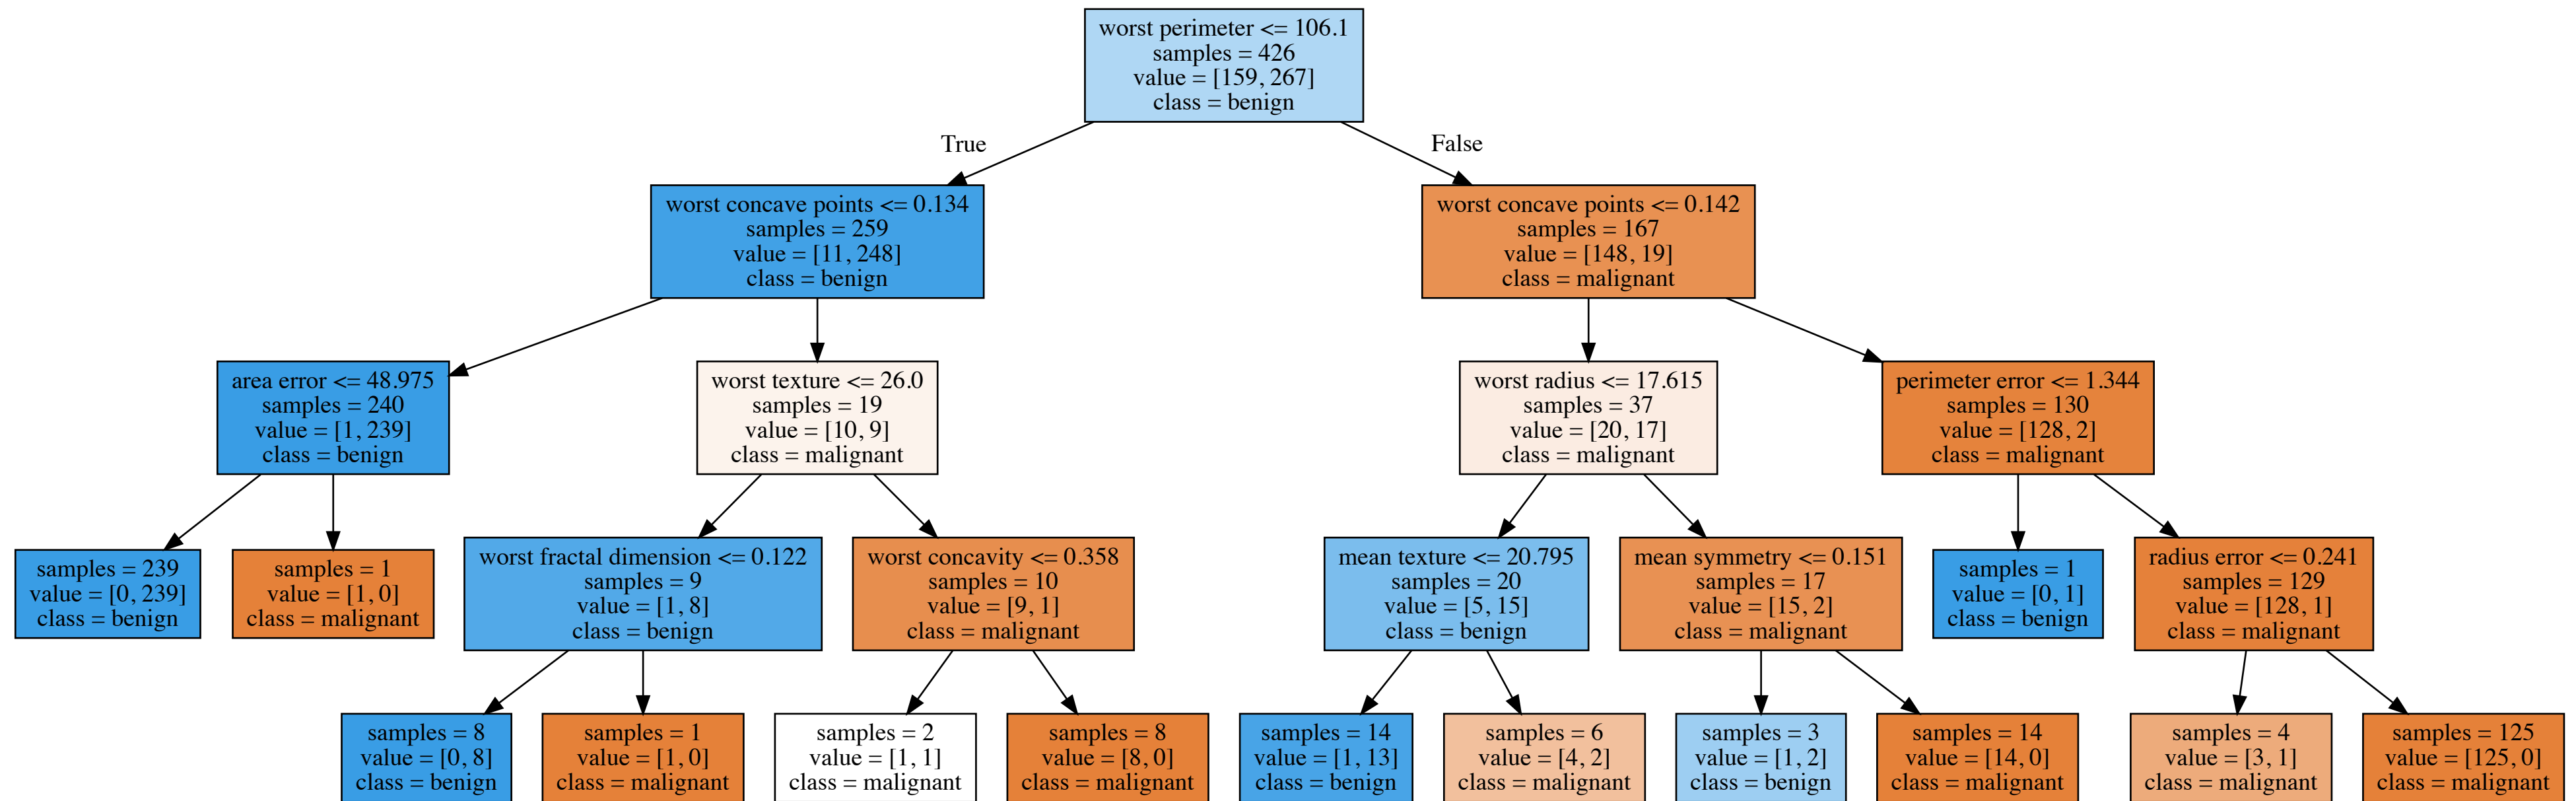 worst perimeter <= 106.1
samples = 426
value = [159, 267]
class = benign
True
False
worst concave points <= 0.134
samples = 259
value = [11, 248]
class = benign
worst concave points <= 0.142
samples = 167
value = [148, 19]
class = malignant
area error <= 48.975
samples = 240
value = [1, 239]
class = benign
worst texture <= 26.0
samples = 19
value = [10, 9]
class = malignant
worst radius <= 17.615
samples = 37
value = [20, 17]
class = malignant
perimeter error <= 1.344
samples = 130
value = [128, 2]
class = malignant
samples = 239
value = [0, 239]
class = benign
samples = 1
value = [1, 0]
class = malignant
worst fractal dimension <= 0.122
samples = 9
value = [1, 8]
class = benign
worst concavity <= 0.358
samples = 10
value = [9, 1]
class = malignant
mean texture <= 20.795
samples = 20
value = [5, 15]
class = benign
mean symmetry <= 0.151
samples = 17
value = [15, 2]
class = malignant
samples = 1
value = [0, 1]
class = benign
radius error <= 0.241
samples = 129
value = [128, 1]
class = malignant
samples = 8
value = [0, 8]
class = benign
samples = 1
value = [1, 0]
class = malignant
samples = 2
value = [1, 1]
class = malignant
samples = 8
value = [8, 0]
class = malignant
samples = 14
value = [1, 13]
class = benign
samples = 6
value = [4, 2]
class = malignant
samples = 3
value = [1, 2]
class = benign
samples = 14
value = [14, 0]
class = malignant
samples = 4
value = [3, 1]
class = malignant
samples = 125
value = [125, 0]
class = malignant